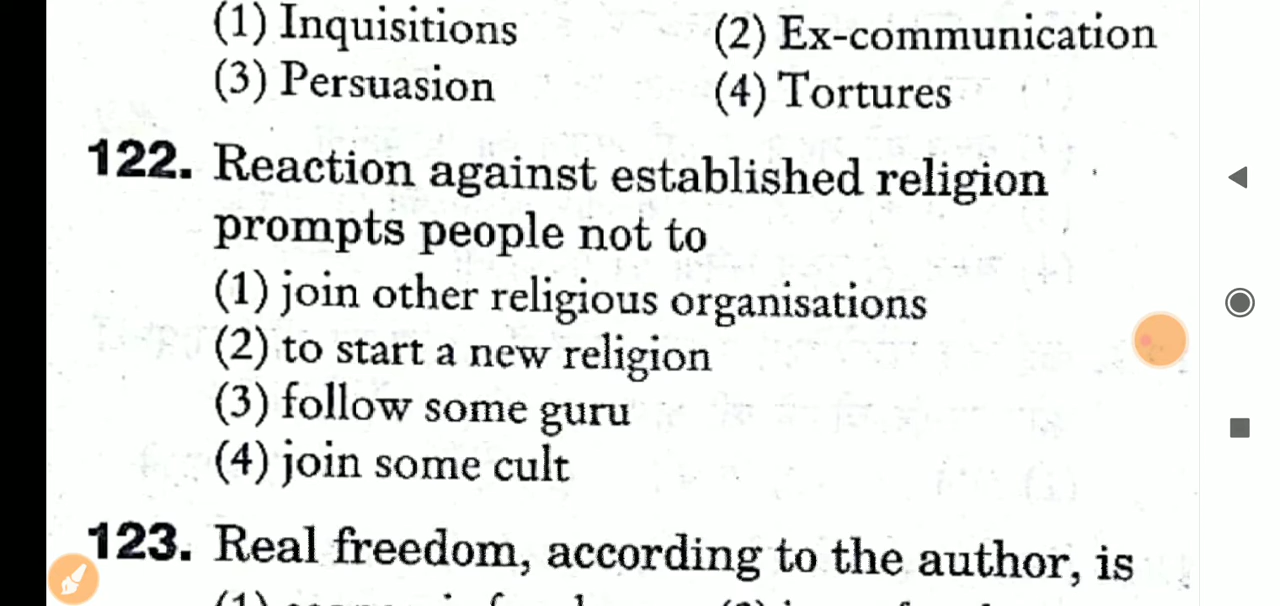 (1) Inquisitions (2) Ex-communication
(3) Persuasion (4) Tortures
122. Reaction against established religion
prompts people not to
(1) join other religious organisations
(2) to start a new religion
(3) follow some guru
(4) join some cult
123. Real freedom, according to the author, is